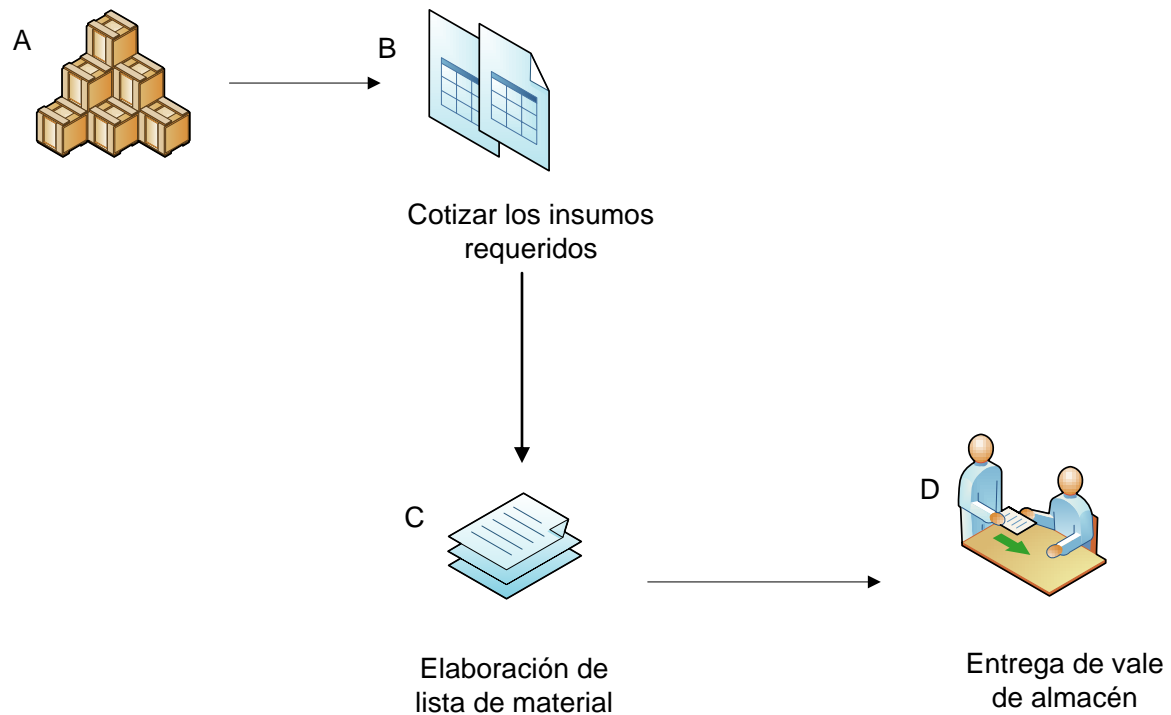 A
B
Cotizar los insumos
requeridos
C
Elaboración de
lista de material
D
Entrega de vale
de almacén